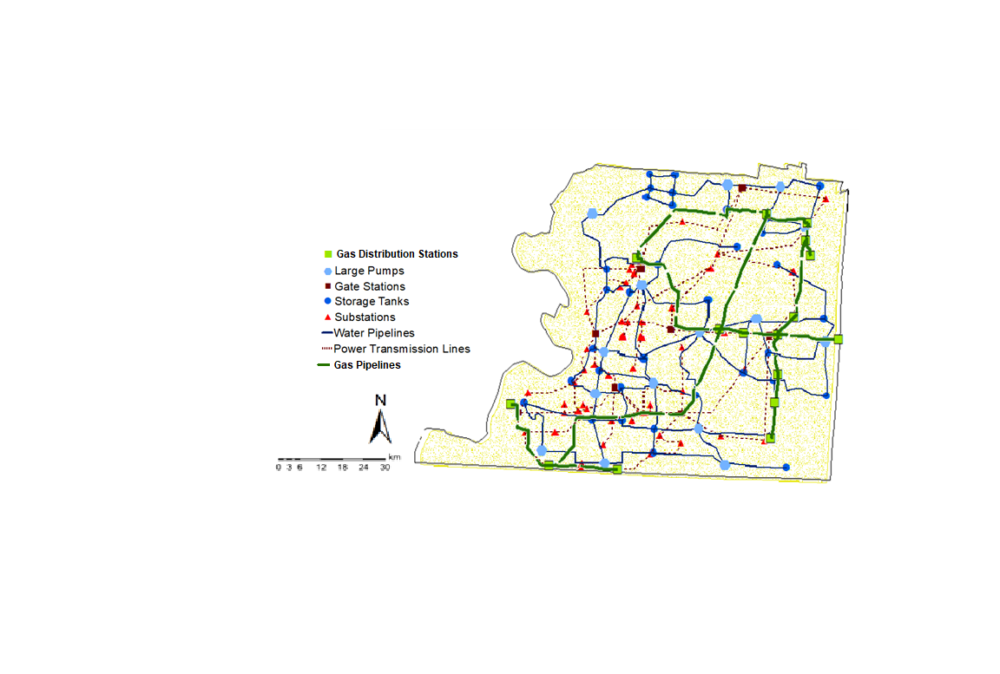 Gas Distribution Stations
Large Pumps
Gate Stations
Storage Tanks
Substations
Water Pipelines
Power Transmission Lines
Gas Pipelines
N
km
0 3 6 12 18 24 30